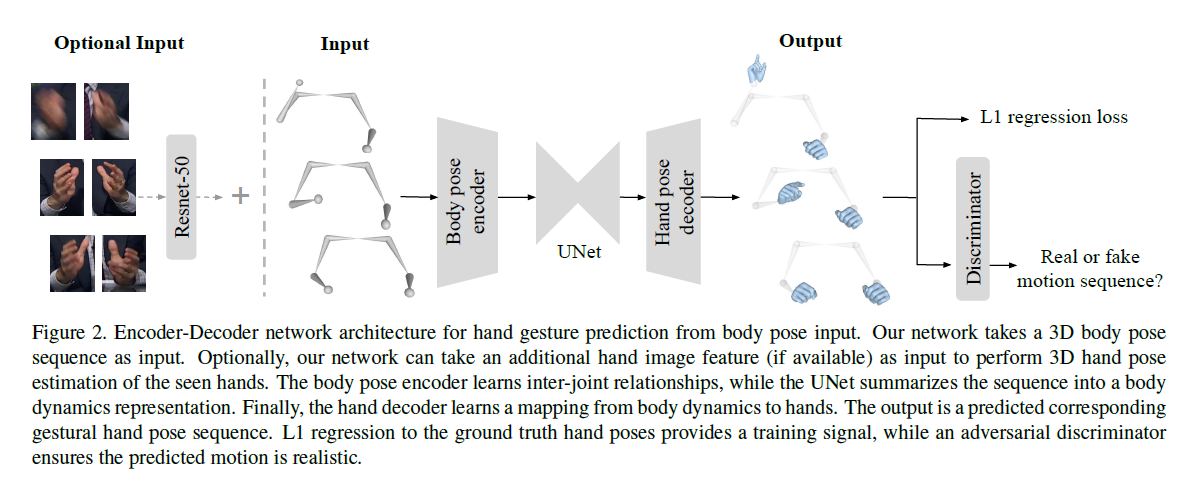 Optional Input
Input
Output
Resnet-50
+
Body pose
encoder
UNet
Hand pose
decoder
L1 regression loss
Discriminator
Real or fake
motion sequence?
Figure 2. Encoder-Decoder network architecture for hand gesture prediction from body pose input. Our network takes a 3D body pose
sequence as input. Optionally, our network can take an additional hand image feature (if available) as input to perform 3D hand pose
estimation of the seen hands. The body pose encoder learns inter-joint relationships, while the UNet summarizes the sequence into a body
dynamics representation. Finally, the hand decoder learns a mapping from body dynamics to hands. The output is a predicted corresponding
gestural hand pose sequence. L1 regression to the ground truth hand poses provides a training signal, while an adversarial discriminator
ensures the predicted motion is realistic.